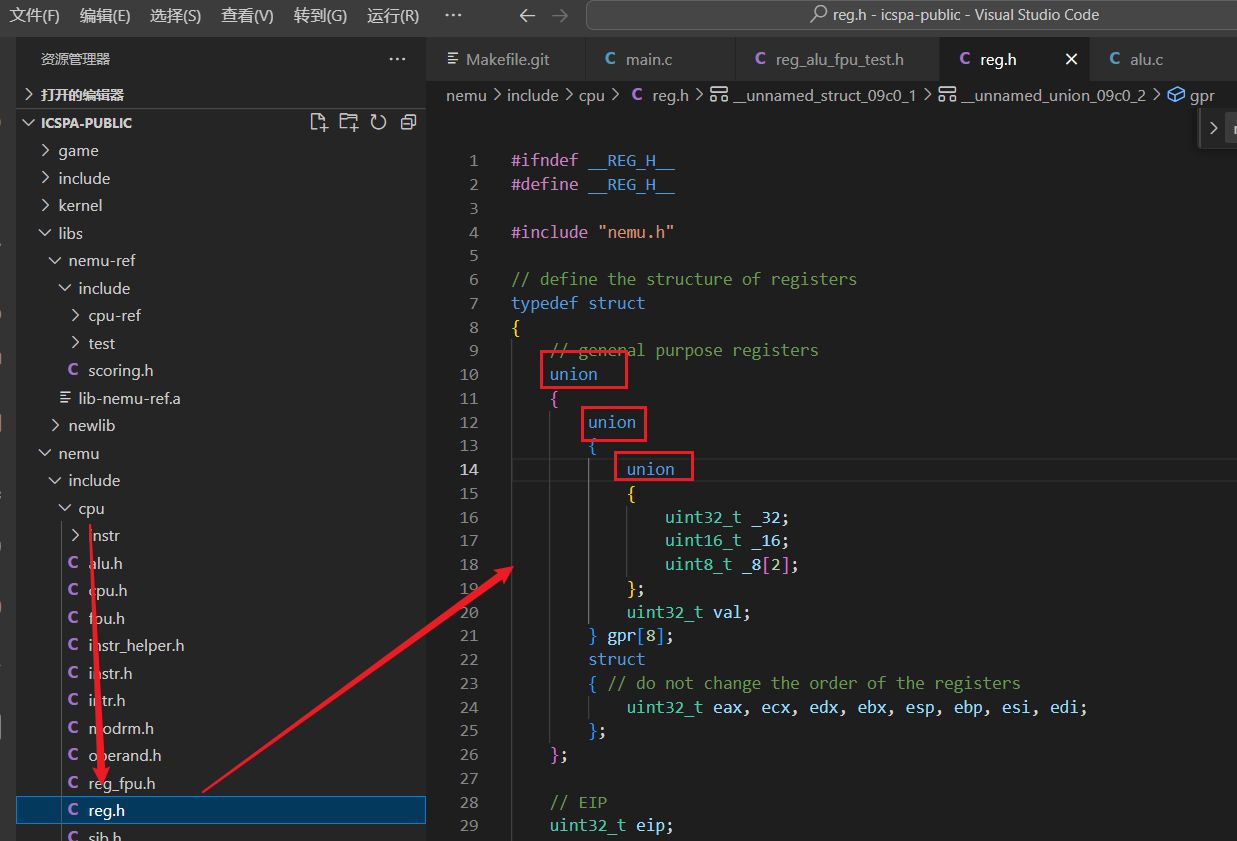 文件(F) 编辑(E) 选择(S) 查看(V) 转到(G) 运行(R) ··· reg.h - icspa-public - Visual Studio Code
资源管理器 ···
打开的编辑器
ICSPA-PUBLIC
game
include
kernel
libs
nemu-ref
include
cpu-ref
test
C scoring.h
lib-nemu-ref.a
newlib
nemu
include
cpu
instr
C alu.h
C cpu.h
C fpu.h
C instr_helper.h
C instr.h
C intr.h
C modrm.h
C operand.h
C reg_fpu.h
C reg.h
C sib.h
Makefile.git C main.c C reg_alu_fpu_test.h C reg.h C alu.c
nemu > include > cpu > C reg.h > __unnamed_struct_09c0_1 > __unnamed_union_09c0_2 > gpr
1 #ifndef __REG_H__
2 #define __REG_H__
3
4 #include "nemu.h"
5
6 // define the structure of registers
7 typedef struct
8 {
9 // general purpose registers
10 union
11 {
12 union
13 {
14 union
15 {
16 uint32_t _32;
17 uint16_t _16;
18 uint8_t _8[2];
19 };
20 uint32_t val;
21 } gpr[8];
22 struct
23 { // do not change the order of the registers
24 uint32_t eax, ecx, edx, ebx, esp, ebp, esi, edi;
25 };
26 };
27
28 // EIP
29 uint32_t eip;